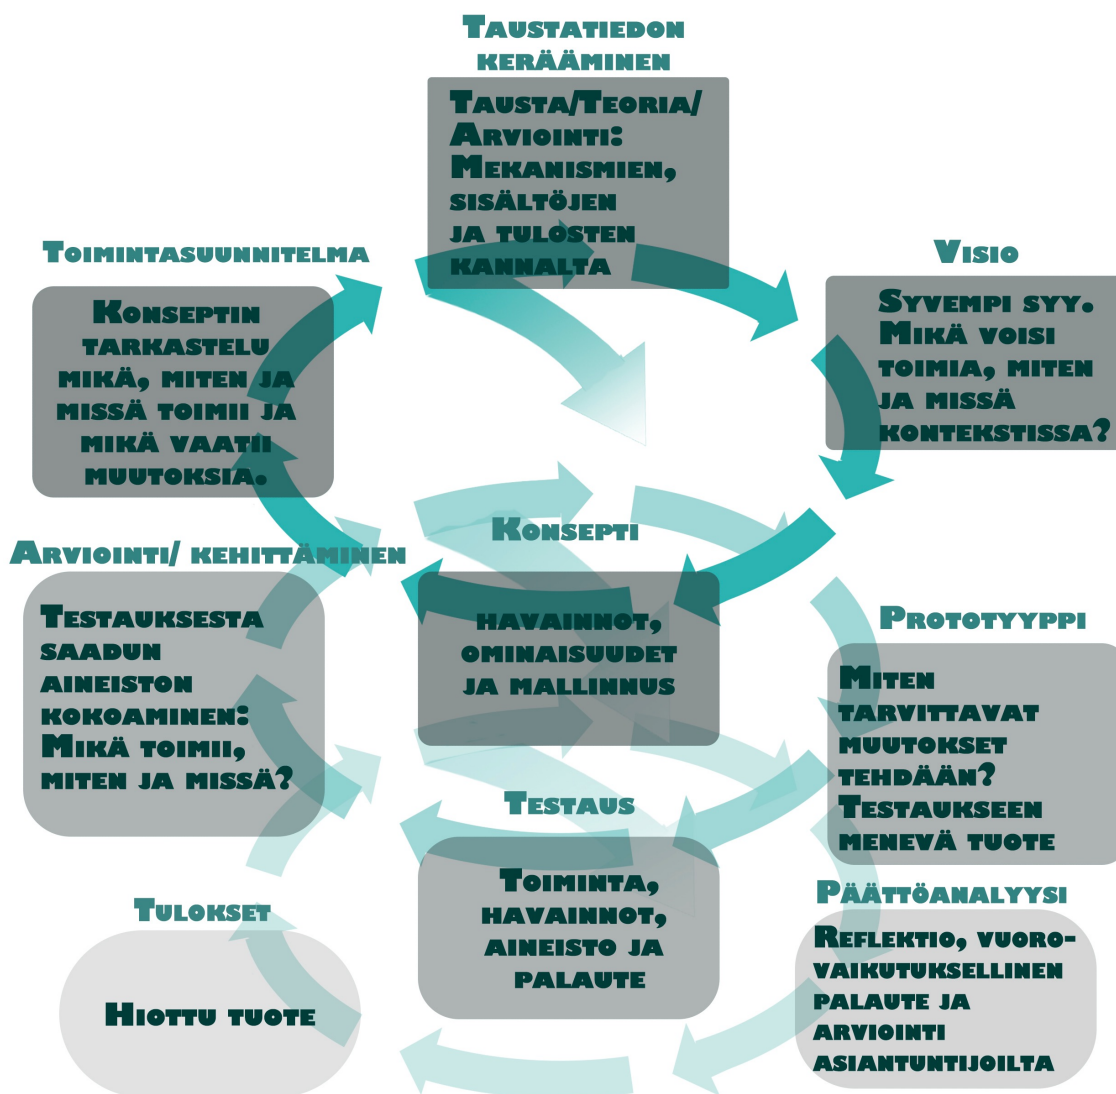 Taustatiedon
kerääminen
Tausta/Teoria/
Arviointi:
Mekanismien,
sisältöjen
ja tulosten
kannalta
Visio
Syvempi syy.
Mikä voisi
toimia, miten
ja missä
kontekstissa?
Toimintasuunnitelma
Konseptin
tarkastelu
mikä, miten ja
missä toimii ja
mikä vaatii
muutoksia.
Konsepti
havainnot,
ominaisuudet
ja mallinnus
Prototyyppi
Miten
tarvittavat
muutokset
tehdään?
Testaukseen
menevä tuote
Arviointi/ kehittäminen
Testauksesta
saadun
aineiston
kokoaminen:
Mikä toimii,
miten ja missä?
Testaus
Toiminta,
havainnot,
aineisto ja
palaute
Päättöanalyysi
Reflektio, vuoro-
vaikutuksellinen
palaute ja
arviointi
asiantuntijoilta
Tulokset
Hiottu tuote